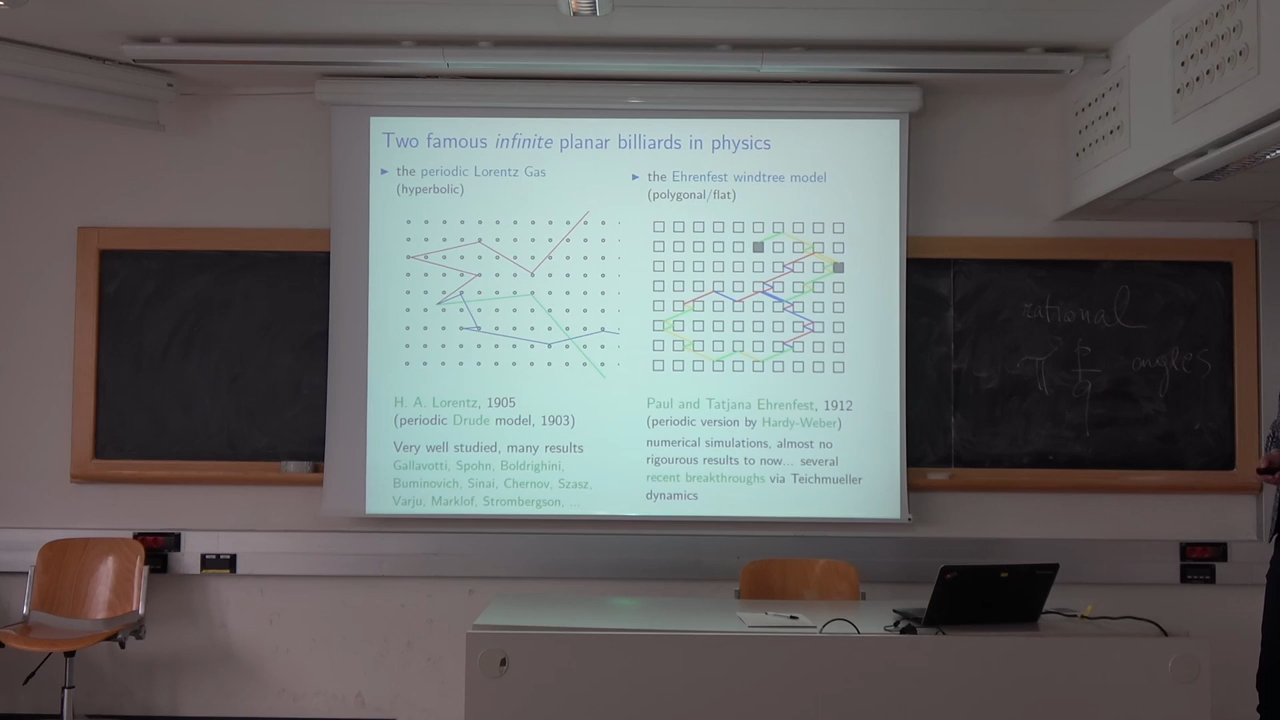 Two famous infinite planar billiards in physics
▶ the periodic Lorentz Gas
(hyperbolic)
H. A. Lorentz, 1905
(periodic Drude model, 1903)
Very well studied, many results
Gallavotti, Spohn, Boldrighini,
Buminovich, Sinai, Chernov, Szasz,
Varju, Marklof, Strombergson, ...
▶ the Ehrenfest windtree model
(polygonal/flat)
Paul and Tatjana Ehrenfest, 1912
(periodic version by Hardy-Weber)
numerical simulations, almost no
rigourous results to now... several
recent breakthroughs via Teichmueller
dynamics
rational
π p/q angles